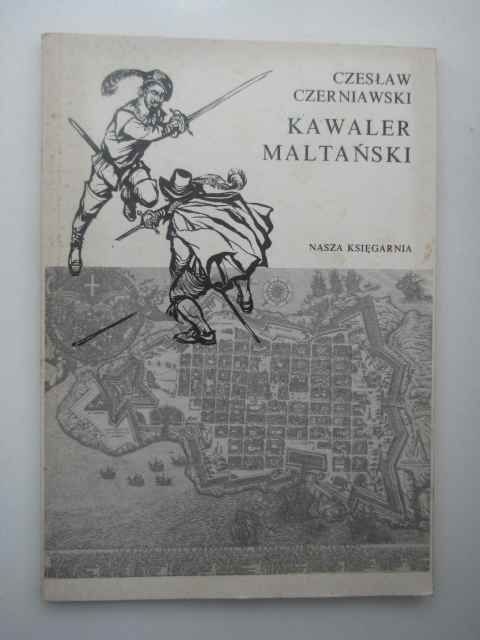 CZESŁAW
CZERNIAWSKI
KAWALER
MALTAŃSKI
NASZA KSIĘGARNIA